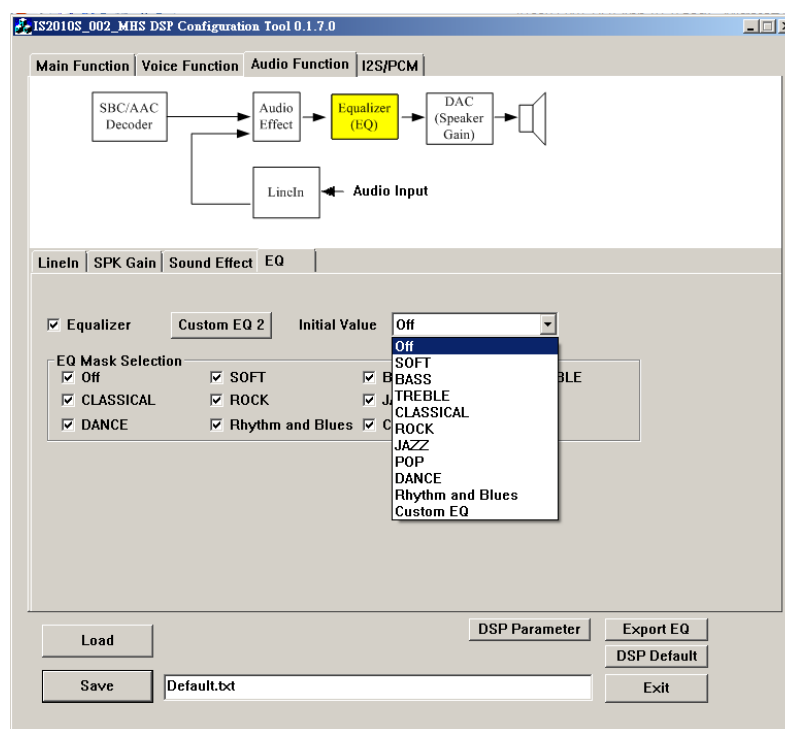 IS2010S_002_MHS DSP Configuration Tool 0.1.7.0
Main Function Voice Function Audio Function I2S/PCM
SBC/AAC Decoder
Audio Effect
Equalizer (EQ)
DAC (Speaker Gain)
LineIn
Audio Input
LineIn SPK Gain Sound Effect EQ
Equalizer Custom EQ 2 Initial Value Off
Off
SOFT
BASS
TREBLE
CLASSICAL
ROCK
JAZZ
POP
DANCE
Rhythm and Blues
Custom EQ
EQ Mask Selection
Off SOFT B BLE
CLASSICAL ROCK J
DANCE Rhythm and Blues C
Load DSP Parameter Export EQ
DSP Default
Save Default.txt Exit